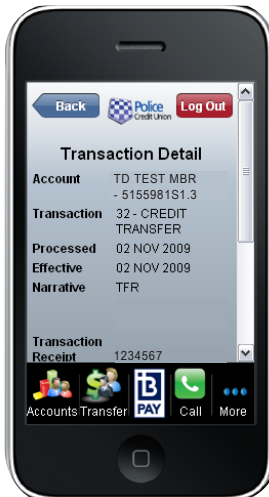 Back Police Credit Union Log Out
Transaction Detail
Account TD TEST MBR
- 5155981S1.3
Transaction 32 - CREDIT
TRANSFER
Processed 02 NOV 2009
Effective 02 NOV 2009
Narrative TFR
Transaction
Receipt 1234567
Accounts Transfer B PAY Call More